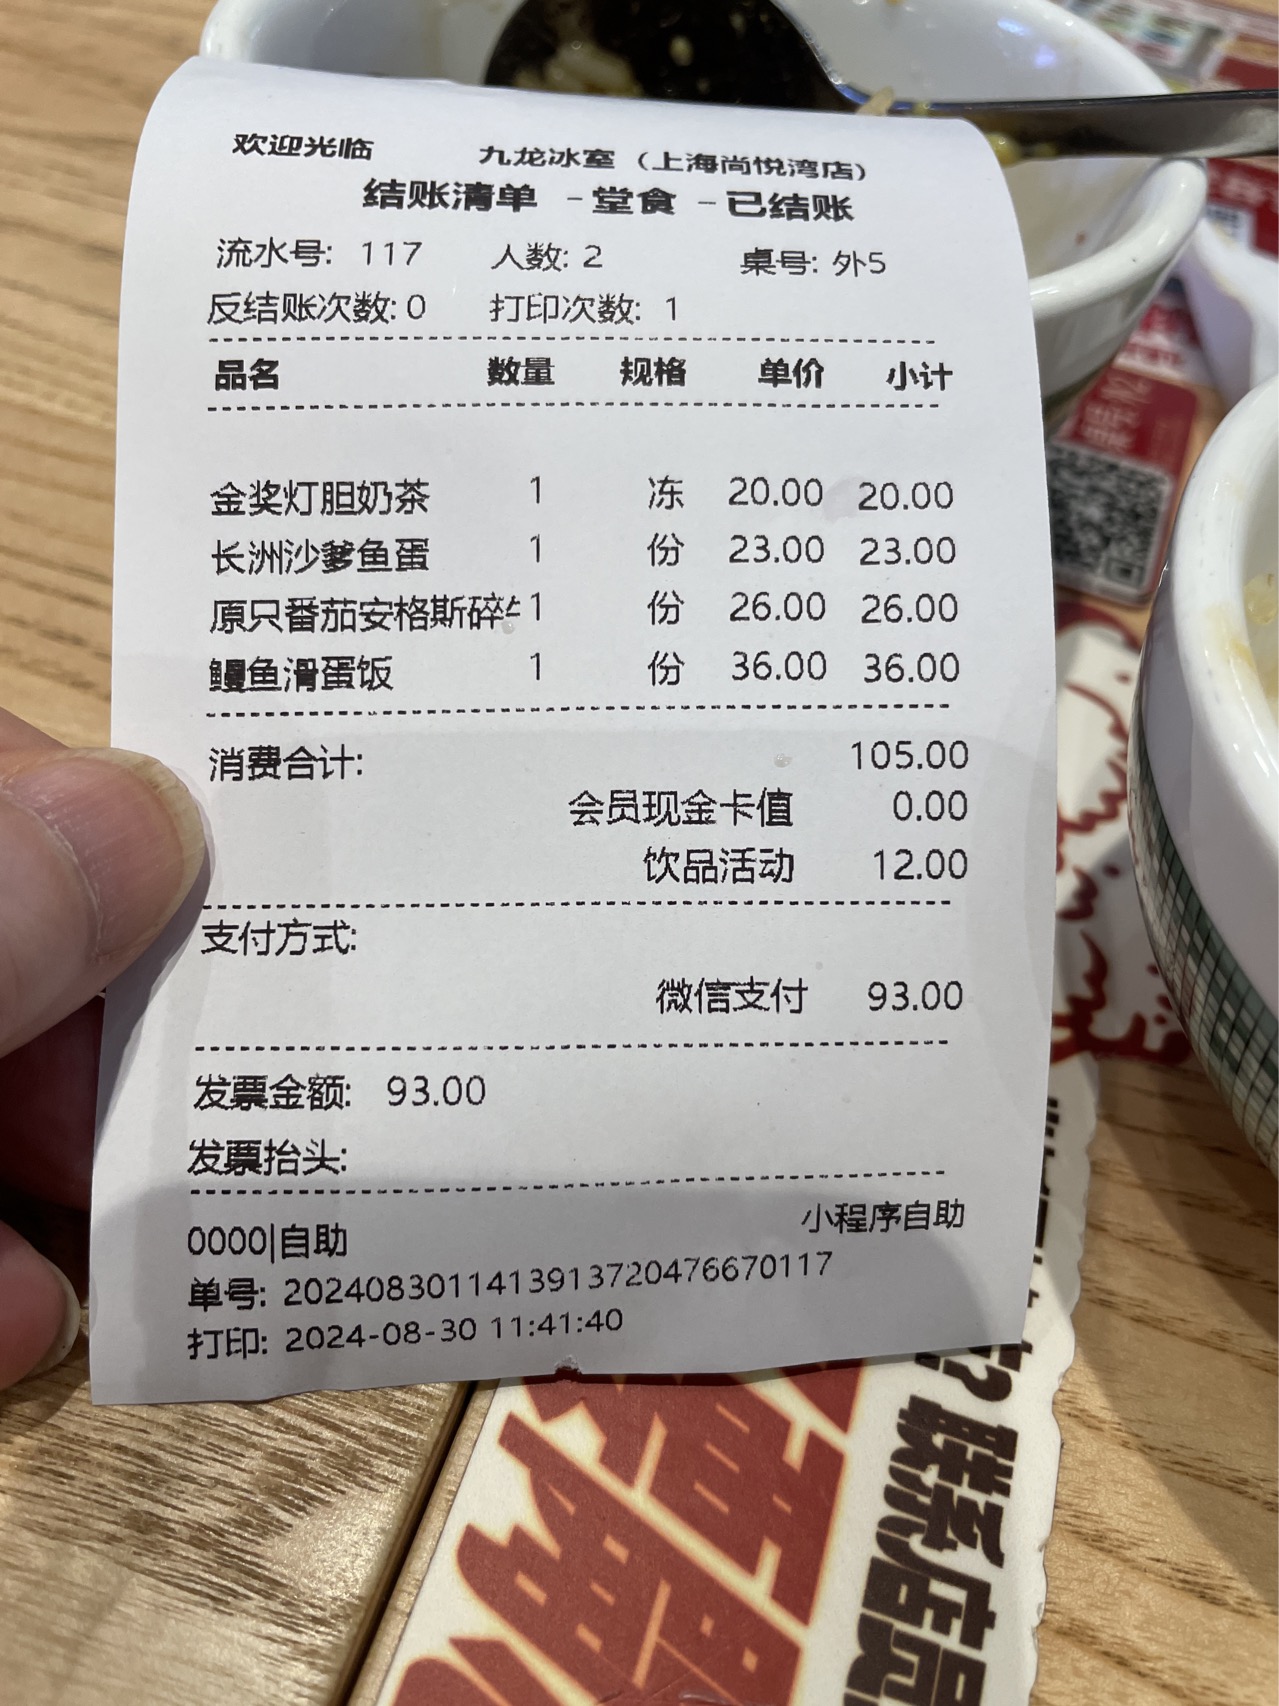 欢迎光临 九龙冰室（上海尚悦湾店）
结账清单 -堂食 -已结账
流水号: 117 人数: 2 桌号: 外5
反结账次数: 0 打印次数: 1
品名 数量 规格 单价 小计
金奖灯胆奶茶 1 冻 20.00 20.00
长洲沙爹鱼蛋 1 份 23.00 23.00
原只番茄安格斯碎 1 份 26.00 26.00
鳗鱼滑蛋饭 1 份 36.00 36.00
消费合计: 105.00
会员现金卡值 0.00
饮品活动 12.00
支付方式:
微信支付 93.00
发票金额: 93.00
发票抬头:
0000|自助 小程序自助
单号: 20240830114139137204766701​17
打印: 2024-08-30 11:41:40